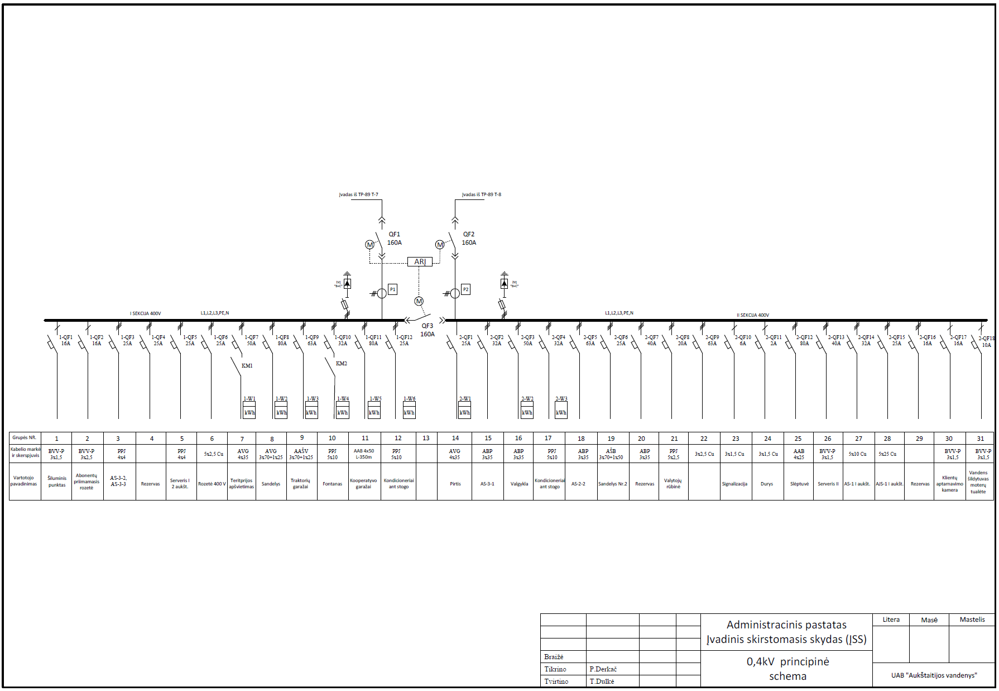 Įvadas iš TP-89 T-7
Įvadas iš TP-89 T-8
QF1
160A
QF2
160A
M
M
ARĮ
1VĮ
"B+C"
2VĮ
"B+C"
P1
P2
M
I SEKCIJA 400V
L1,L2,L3,PE,N
QF3
160A
L1,L2,L3,PE,N
II SEKCIJA 400V
1-QF1
16A
1-QF2
16A
1-QF3
25A
1-QF4
25A
1-QF5
25A
1-QF6
25A
1-QF7
50A
1-QF8
80A
1-QF9
63A
1-QF10
32A
1-QF11
80A
1-QF12
25A
2-QF1
25A
2-QF2
32A
2-QF3
50A
2-QF4
32A
2-QF5
63A
2-QF6
25A
2-QF7
40A
2-QF8
20A
2-QF9
63A
2-QF10
6A
2-QF11
2A
2-QF12
80A
2-QF13
40A
2-QF14
32A
2-QF15
25A
2-QF16
16A
2-QF17
16A
2-QF18
10A
KM1
KM2
1-W1
kWh
1-W2
kWh
1-W3
kWh
1-W4
kWh
1-W5
kWh
1-W6
kWh
2-W1
kWh
2-W2
kWh
2-W3
kWh
Grupės NR. 1 2 3 4 5 6 7 8 9 10 11 12 13 14 15 16 17 18 19 20 21 22 23 24 25 26 27 28 29 30 31
Kabelio markė
ir skerspjuvis
BVV-P
3x1,5
BVV-P
3x2,5
PPJ
4x4
PPJ
4x4
5x2,5 Cu
AVG
4x35
AVG
3x70+1x25
AAŠV
3x70+1x25
PPJ
5x10
AAB 4x50
L-350m
PPJ
5x10
AVG
4x35
ABP
3x35
ABP
3x35
PPJ
5x10
ABP
3x35
AŠB
3x70+1x50
ABP
3x35
PPJ
5x2,5
3x2,5 Cu
3x1,5 Cu
3x1,5 Cu
AAB
4x25
BVV-P
3x1,5
5x10 Cu
5x25 Cu
BVV-P
3x1,5
BVV-P
3x1,5
Vartotojo
pavadinimas
Šiluminis
punktas
Abonentų
priimamasis
rozetė
AS-3-2,
AS-3-3
Rezervas
Serveris I
2 aukšt.
Rozetė 400 V
Teritprijos
apšvietimas
Sandelys
Traktorių
garažai
Fontanas
Kooperatyvo
garažai
Kondicioneriai
ant stogo
Pirtis
AS-3-1
Valgykla
Kondicioneriai
ant stogo
AS-2-2
Sandelys Nr.2
Rezervas
Valytojų
rūbinė
Signalizacija
Durys
Slėptuvė
Serveris II
AS-1 I aukšt.
AJS-1 I aukšt.
Rezervas
Klientų
aptarnavimo
kamera
Vandens
šildytuvas
moterų
tualėte
Administracinis pastatas
Įvadinis skirstomasis skydas (ĮSS)
Litera Masė Mastelis
Braižė
Tikrino P.Derkač
Tvirtino T.Dulkė
0,4kV principinė
schema
UAB "Aukštaitijos vandenys"